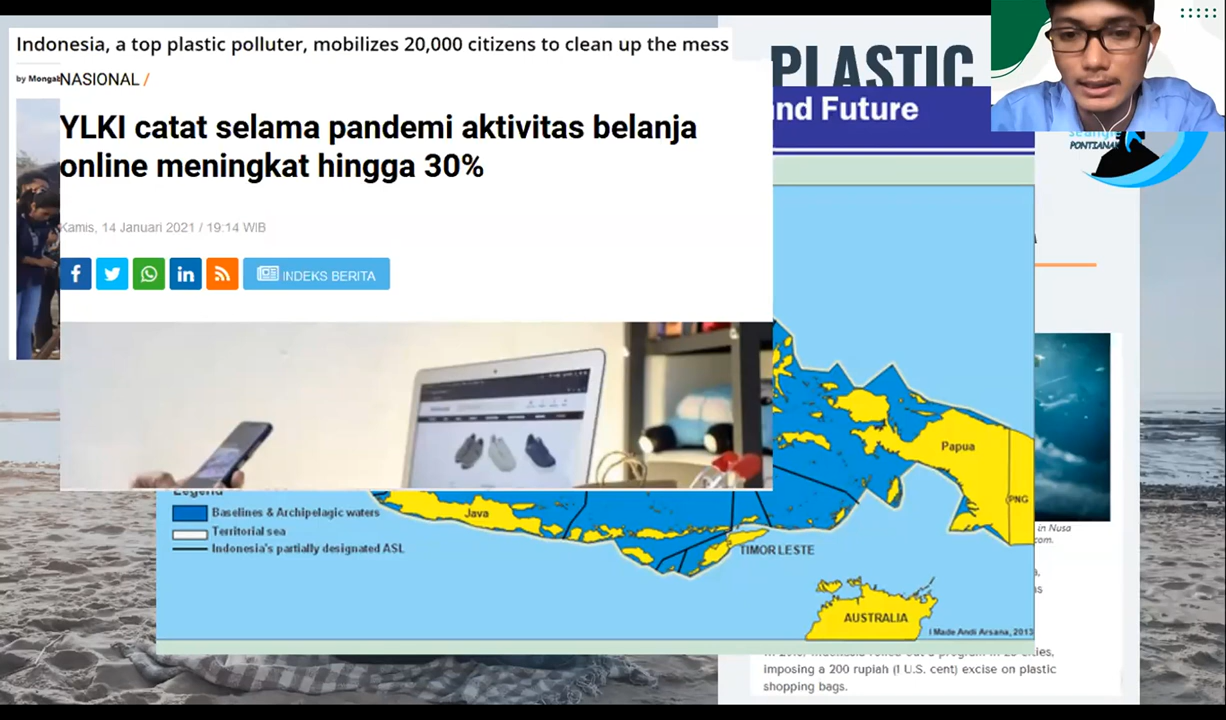 Indonesia, a top plastic polluter, mobilizes 20,000 citizens to clean up the mess
by
NASIONAL /
YLKI catat selama pandemi aktivitas belanja
online meningkat hingga 30%
Kamis, 14 Januari 2021 / 19:14 WIB
INDEKS BERITA
PLASTIC
and Future
PONTIANAK
Papua
PNG
Legend
Baselines & Archipelagic waters
Territorial sea
Indonesia's partially designated ASL
Java
TIMOR LESTE
AUSTRALIA
I Made Andi Arsana, 2013
in Nusa
com.
imposing a 200 rupiah (1 U.S. cent) excise on plastic
shopping bags.